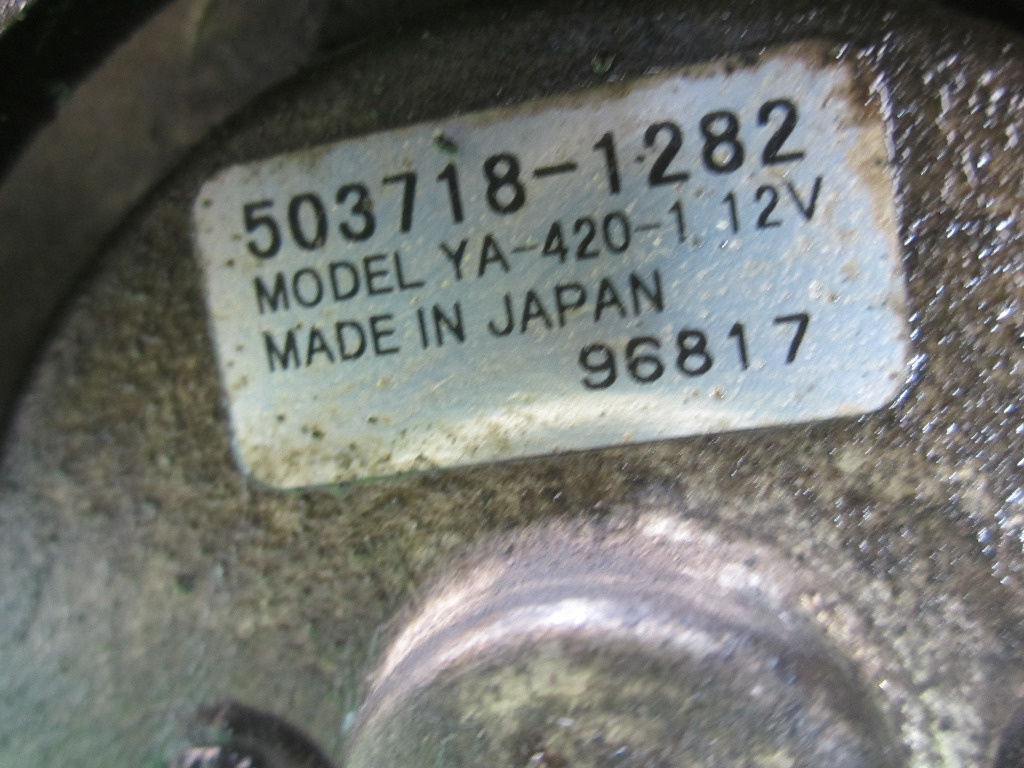 503718-1282
MODEL YA-420-1 12V
MADE IN JAPAN
96817